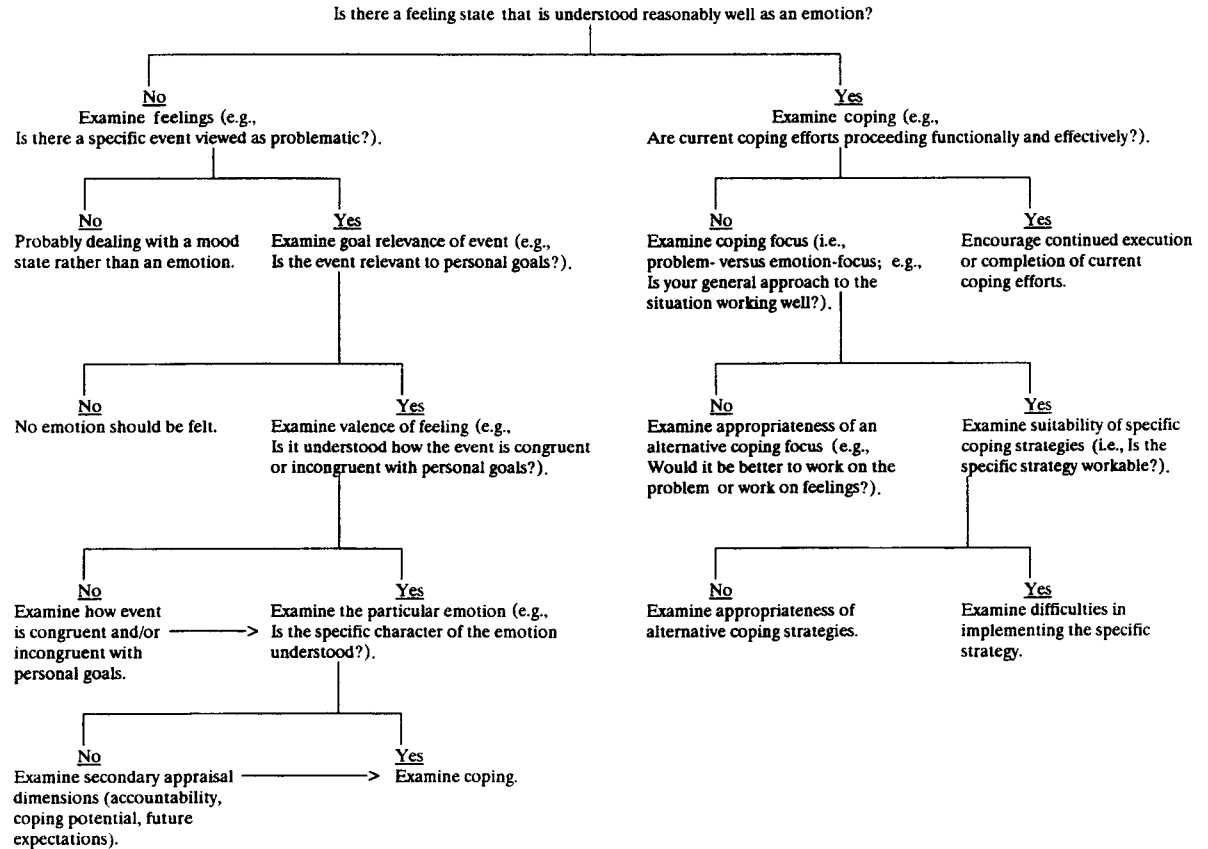 Is there a feeling state that is understood reasonably well as an emotion?
No
Examine feelings (e.g.,
Is there a specific event viewed as problematic?).
Yes
Examine coping (e.g.,
Are current coping efforts proceeding functionally and effectively?).
No
Probably dealing with a mood
state rather than an emotion.
Yes
Examine goal relevance of event (e.g.,
Is the event relevant to personal goals?).
No
Examine coping focus (i.e.,
problem- versus emotion-focus; e.g.,
Is your general approach to the
situation working well?).
Yes
Encourage continued execution
or completion of current
coping efforts.
No
No emotion should be felt.
Yes
Examine valence of feeling (e.g.,
Is it understood how the event is congruent
or incongruent with personal goals?).
No
Examine appropriateness of an
alternative coping focus (e.g.,
Would it be better to work on the
problem or work on feelings?).
Yes
Examine suitability of specific
coping strategies (i.e., Is the
specific strategy workable?).
No
Examine how event
is congruent and/or
incongruent with
personal goals.
Yes
Examine the particular emotion (e.g.,
Is the specific character of the emotion
understood?).
No
Examine appropriateness of
alternative coping strategies.
Yes
Examine difficulties in
implementing the specific
strategy.
No
Examine secondary appraisal
dimensions (accountability,
coping potential, future
expectations).
Yes
Examine coping.